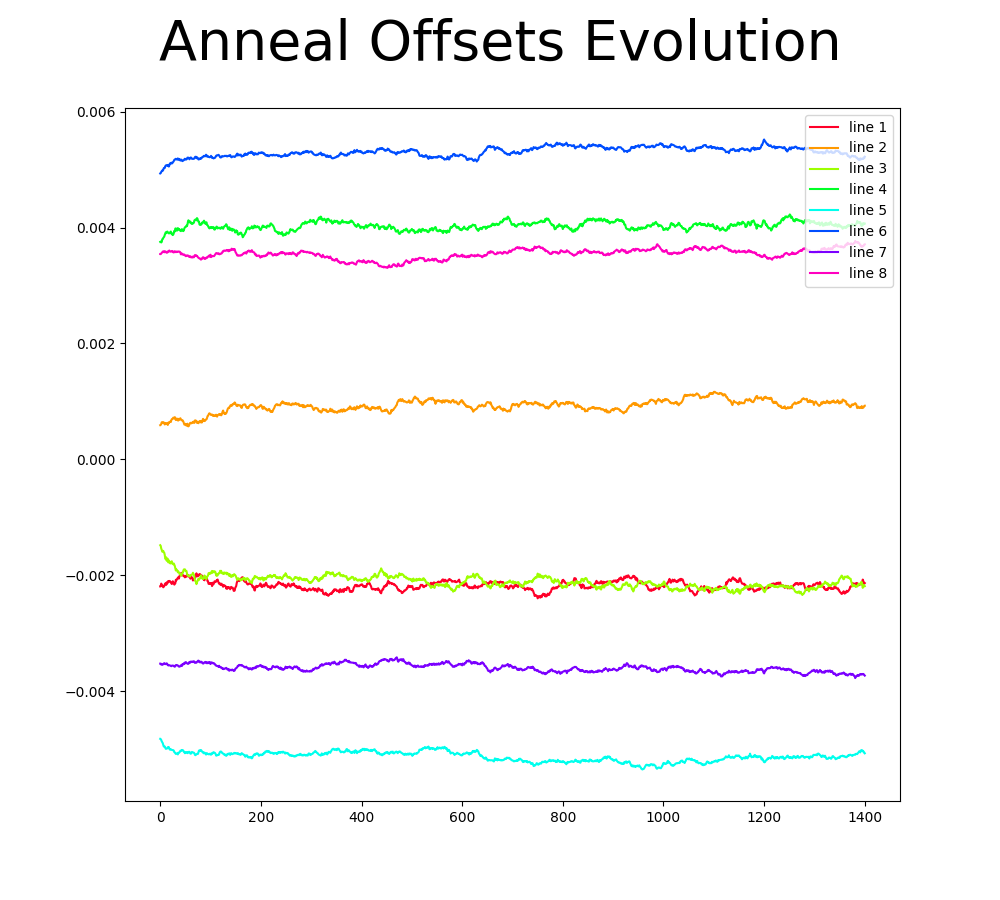 Anneal Offsets Evolution
0.006
0.004
0.002
0.000
−0.002
−0.004
0 200 400 600 800 1000 1200 1400
line 1
line 2
line 3
line 4
line 5
line 6
line 7
line 8